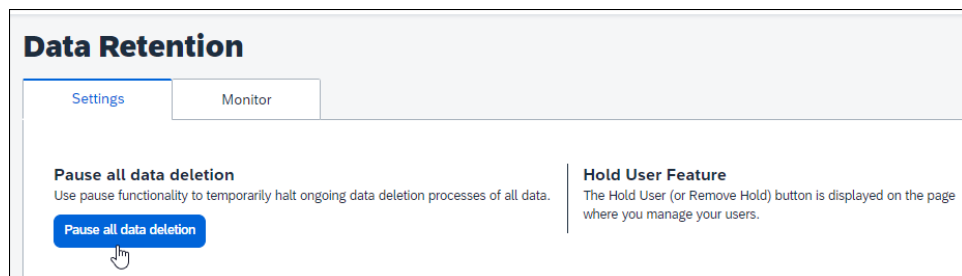 Data Retention
Settings
Monitor
Pause all data deletion
Use pause functionality to temporarily halt ongoing data deletion processes of all data.
Pause all data deletion
Hold User Feature
The Hold User (or Remove Hold) button is displayed on the page
where you manage your users.